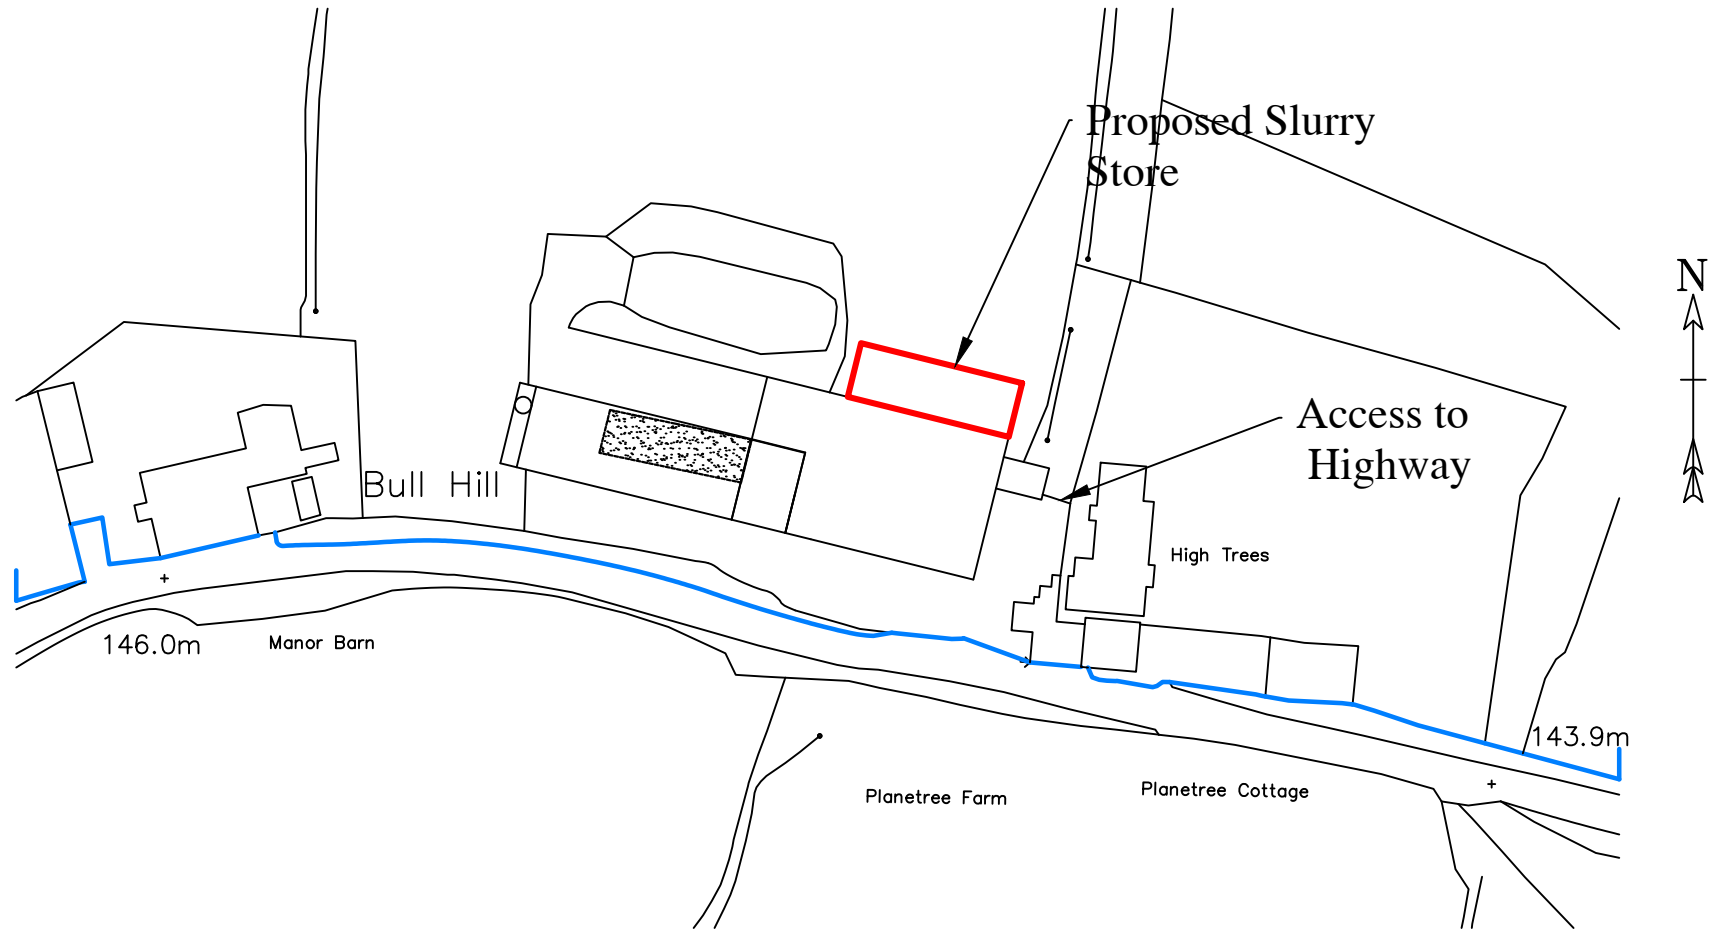 Proposed Slurry
Store
N
Access to
Highway
Bull Hill
High Trees
146.0m
Manor Barn
143.9m
Planetree Farm
Planetree Cottage